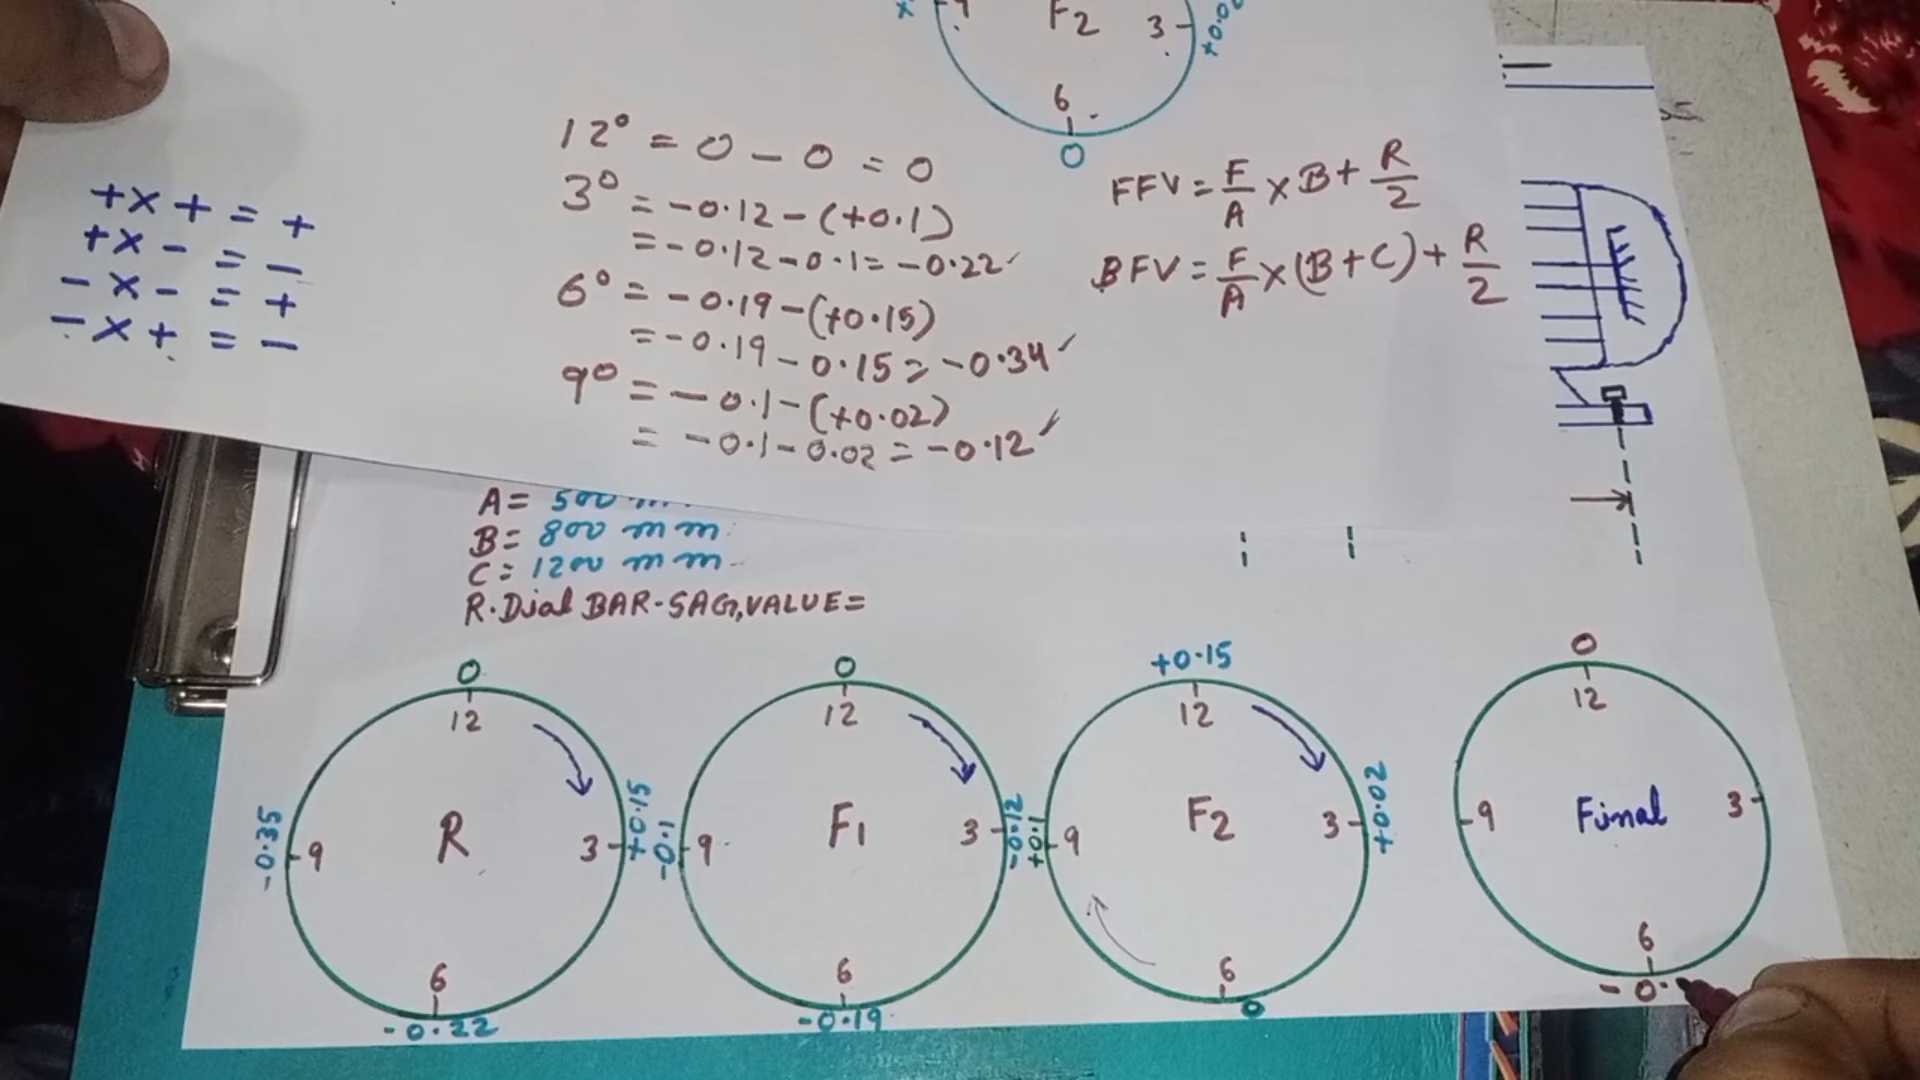 F2
3
+0.02
6
0
12° = 0 - 0 = 0
3° = -0.12 - (+0.1)
= -0.12 - 0.1 = -0.22 ✓
6° = -0.19 - (+0.15)
= -0.19 - 0.15 = -0.34 ✓
9° = -0.1 - (+0.02)
= -0.1 - 0.02 = -0.12 ✓
+ x + = +
+ x - = -
- x - = +
- x + = -
FFV = F/A x B + R/2
BFV = F/A x (B + C) + R/2
A = 500
B = 800 mm
C = 1200 mm
R. Dial BAR-SAG, VALUE =
0
12
-0.35
9
R
3
+0.15
6
-0.22
0
12
-0.1
9
F1
3
-0.12
6
-0.19
+0.15
12
+0.1
9
F2
3
+0.02
6
0
0
12
9
Final
3
6
-0.